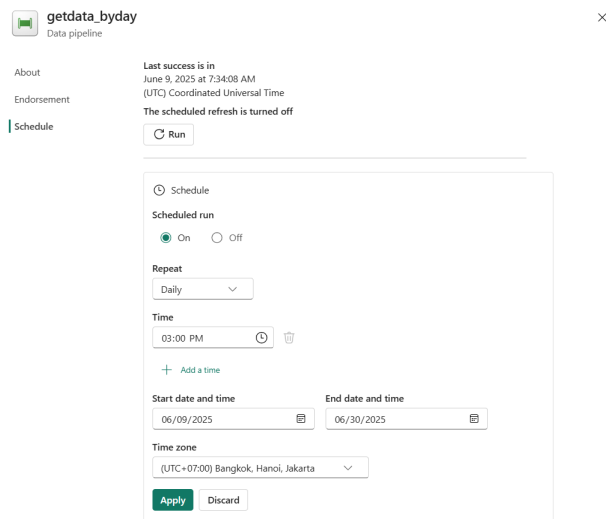 getdata_byday
Data pipeline
About
Endorsement
Schedule
Last success is in
June 9, 2025 at 7:34:08 AM
(UTC) Coordinated Universal Time
The scheduled refresh is turned off
Run
Schedule
Scheduled run
On Off
Repeat
Daily
Time
03:00 PM
Add a time
Start date and time End date and time
06/09/2025 06/30/2025
Time zone
(UTC+07:00) Bangkok, Hanoi, Jakarta
Apply Discard